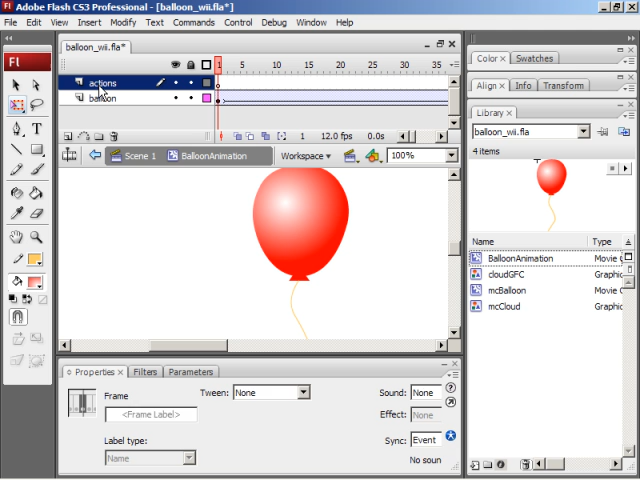 Adobe Flash CS3 Professional - [balloon_wii.fla*]
File Edit View Insert Modify Text Commands Control Debug Window Help
Fl
balloon_wii.fla*
1 5 10 15 20 25 30 35
actions
balloon
1 12.0 fps 0.0s
Scene 1 BalloonAnimation Workspace 100%
Color Swatches
Align Info Transform
Library
balloon_wii.fla
4 items
Name Type
BalloonAnimation Movie
cloudGFC Graphic
mcBalloon Movie
mcCloud Graphic
Properties Filters Parameters
Frame
<Frame Label>
Label type:
Name
Tween: None
Sound: None
Effect: None
Sync: Event
No soun